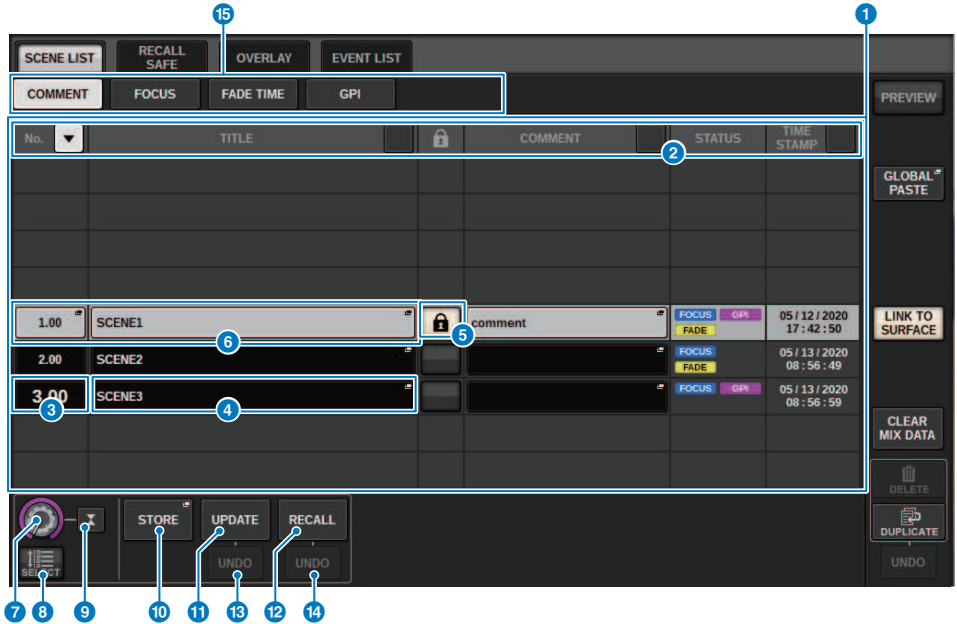 15 1
SCENE LIST RECALL SAFE OVERLAY EVENT LIST
COMMENT FOCUS FADE TIME GPI PREVIEW
No. TITLE COMMENT STATUS TIME STAMP
2
GLOBAL PASTE
1.00 SCENE1 comment FOCUS GPI FADE 05/12/2020 17:42:50 LINK TO SURFACE
6 5
2.00 SCENE2 FOCUS FADE 05/13/2020 08:56:49
3.00 SCENE3 FOCUS GPI 05/13/2020 08:56:59
3 4
CLEAR MIX DATA
DELETE
STORE UPDATE RECALL DUPLICATE
SELECT UNDO UNDO UNDO
7 8 9 10 11 13 12 14